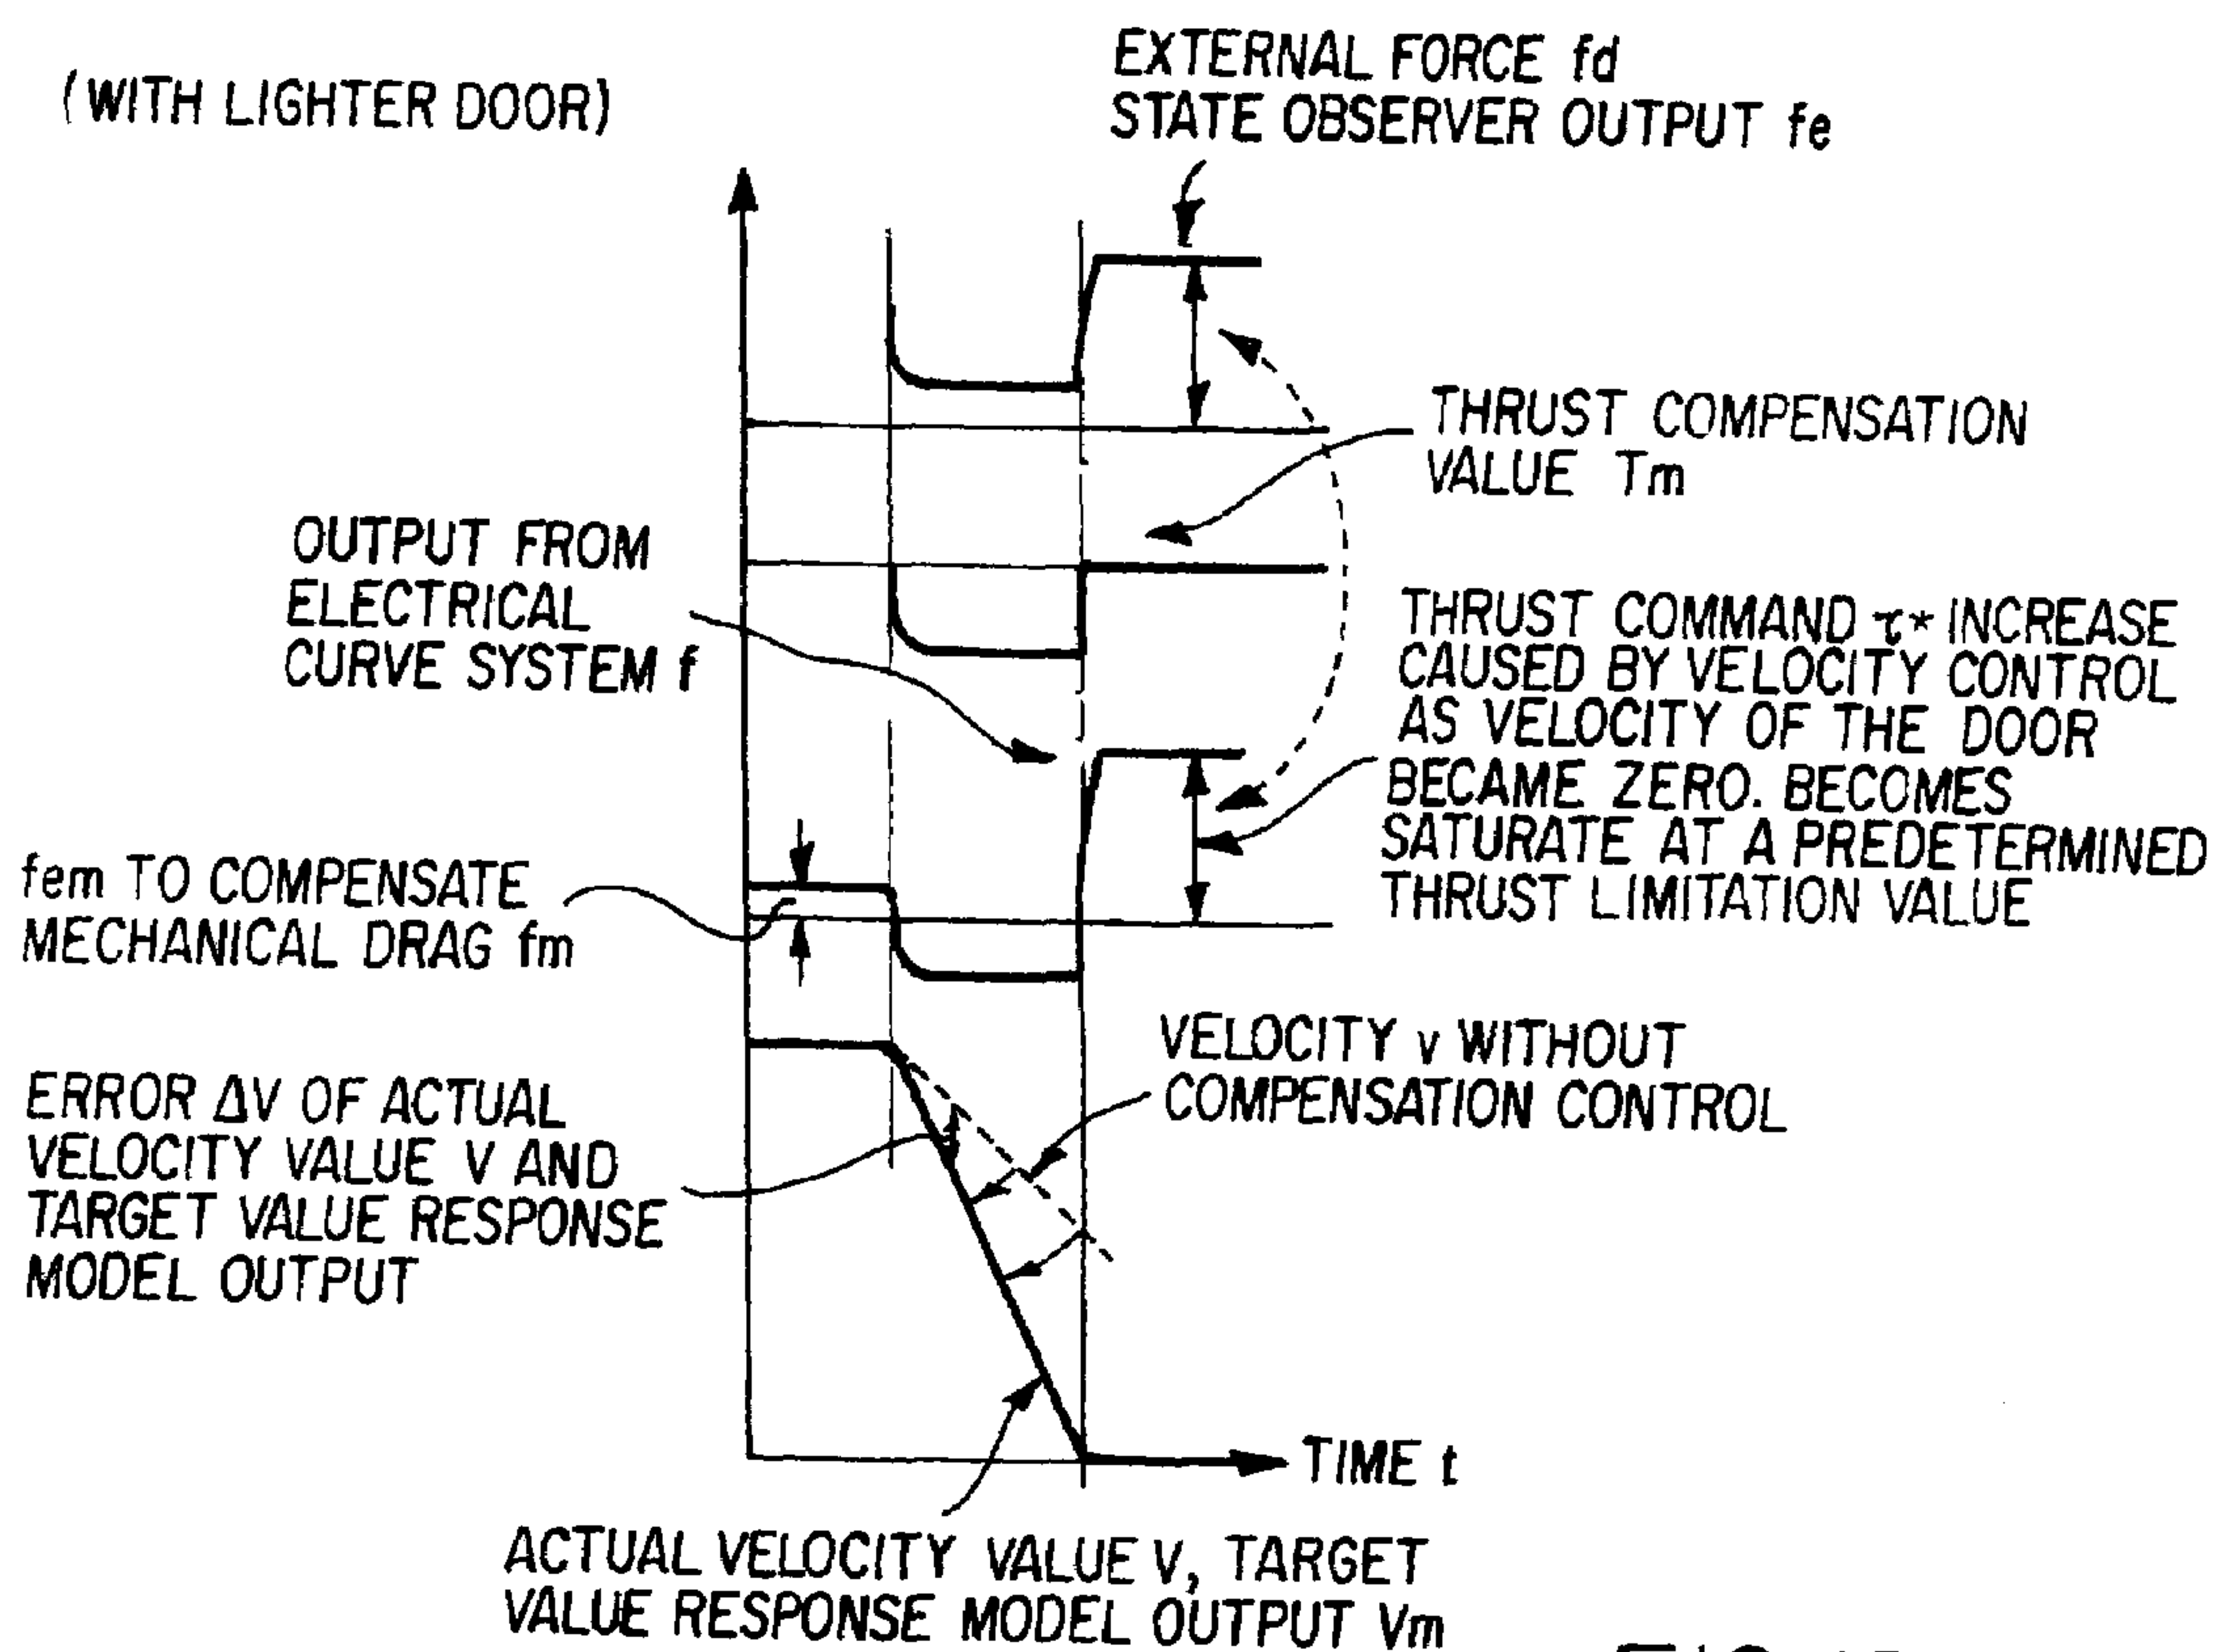 (WITH LIGHTER DOOR)
EXTERNAL FORCE fd
STATE OBSERVER OUTPUT fe
THRUST COMPENSATION
VALUE Tm
OUTPUT FROM
ELECTRICAL
CURVE SYSTEM f
THRUST COMMAND τ* INCREASE
CAUSED BY VELOCITY CONTROL
AS VELOCITY OF THE DOOR
BECAME ZERO. BECOMES
SATURATE AT A PREDETERMINED
THRUST LIMITATION VALUE
fem TO COMPENSATE
MECHANICAL DRAG fm
VELOCITY v WITHOUT
COMPENSATION CONTROL
ERROR ΔV OF ACTUAL
VELOCITY VALUE V AND
TARGET VALUE RESPONSE
MODEL OUTPUT
TIME t
ACTUAL VELOCITY VALUE V, TARGET
VALUE RESPONSE MODEL OUTPUT Vm